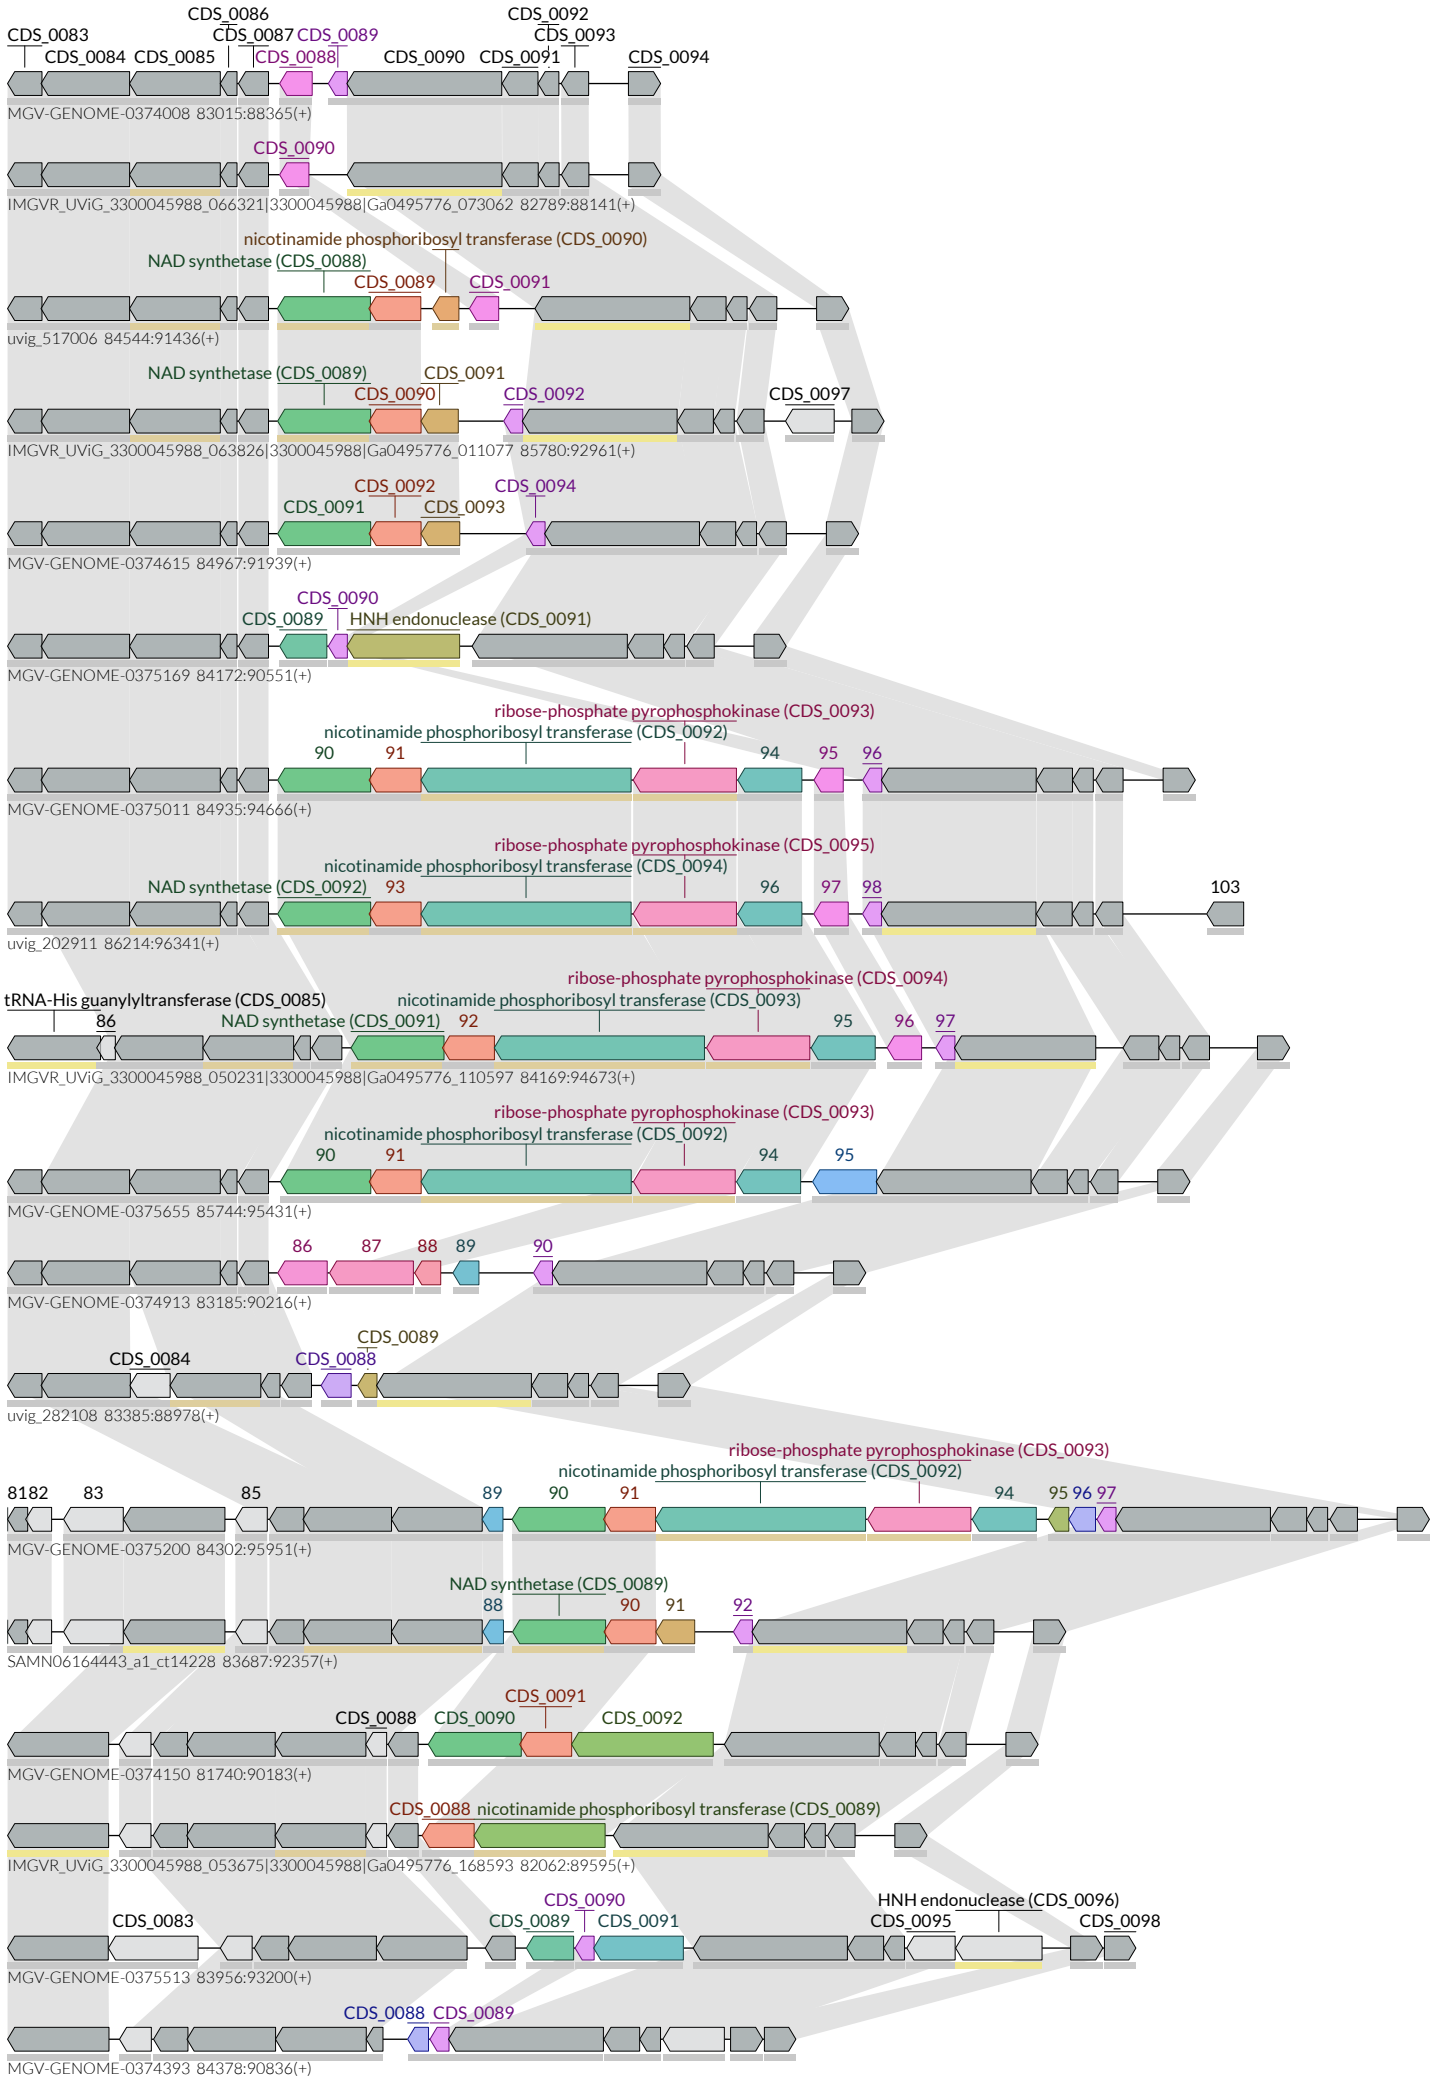 CDS_0086 CDS_0092
CDS_0083 CDS_0087 CDS_0089 CDS_0093
CDS_0084 CDS_0085 CDS_0088 CDS_0090 CDS_0091 CDS_0094
MGV-GENOME-0374008 83015:88365(+)
CDS_0090
IMGVR_UViG_3300045988_066321|3300045988|Ga0495776_073062 82789:88141(+)
nicotinamide phosphoribosyl transferase (CDS_0090)
NAD synthetase (CDS_0088)
CDS_0089 CDS_0091
uvig_517006 84544:91436(+)
NAD synthetase (CDS_0089) CDS_0091
CDS_0090 CDS_0092 CDS_0097
IMGVR_UViG_3300045988_063826|3300045988|Ga0495776_011077 85780:92961(+)
CDS_0092 CDS_0094
CDS_0091 CDS_0093
MGV-GENOME-0374615 84967:91939(+)
CDS_0090
CDS_0089 HNH endonuclease (CDS_0091)
MGV-GENOME-0375169 84172:90551(+)
ribose-phosphate pyrophosphokinase (CDS_0093)
nicotinamide phosphoribosyl transferase (CDS_0092)
90 91 94 95 96
MGV-GENOME-0375011 84935:94666(+)
ribose-phosphate pyrophosphokinase (CDS_0095)
nicotinamide phosphoribosyl transferase (CDS_0094)
NAD synthetase (CDS_0092) 93 96 97 98 103
uvig_202911 86214:96341(+)
ribose-phosphate pyrophosphokinase (CDS_0094)
tRNA-His guanylyltransferase (CDS_0085) nicotinamide phosphoribosyl transferase (CDS_0093)
86 NAD synthetase (CDS_0091) 92 95 96 97
IMGVR_UViG_3300045988_050231|3300045988|Ga0495776_110597 84169:94673(+)
ribose-phosphate pyrophosphokinase (CDS_0093)
nicotinamide phosphoribosyl transferase (CDS_0092)
90 91 94 95
MGV-GENOME-0375655 85744:95431(+)
86 87 88 89 90
MGV-GENOME-0374913 83185:90216(+)
CDS_0089
CDS_0084 CDS_0088
uvig_282108 83385:88978(+)
ribose-phosphate pyrophosphokinase (CDS_0093)
nicotinamide phosphoribosyl transferase (CDS_0092)
81 82 83 85 89 90 91 94 95 96 97
MGV-GENOME-0375200 84302:95951(+)
NAD synthetase (CDS_0089)
88 90 91 92
SAMN06164443_a1_ct14228 83687:92357(+)
CDS_0091
CDS_0088 CDS_0090 CDS_0092
MGV-GENOME-0374150 81740:90183(+)
CDS_0088 nicotinamide phosphoribosyl transferase (CDS_0089)
IMGVR_UViG_3300045988_053675|3300045988|Ga0495776_168593 82062:89595(+)
CDS_0090 HNH endonuclease (CDS_0096)
CDS_0083 CDS_0089 CDS_0091 CDS_0095 CDS_0098
MGV-GENOME-0375513 83956:93200(+)
CDS_0088 CDS_0089
MGV-GENOME-0374393 84378:90836(+)